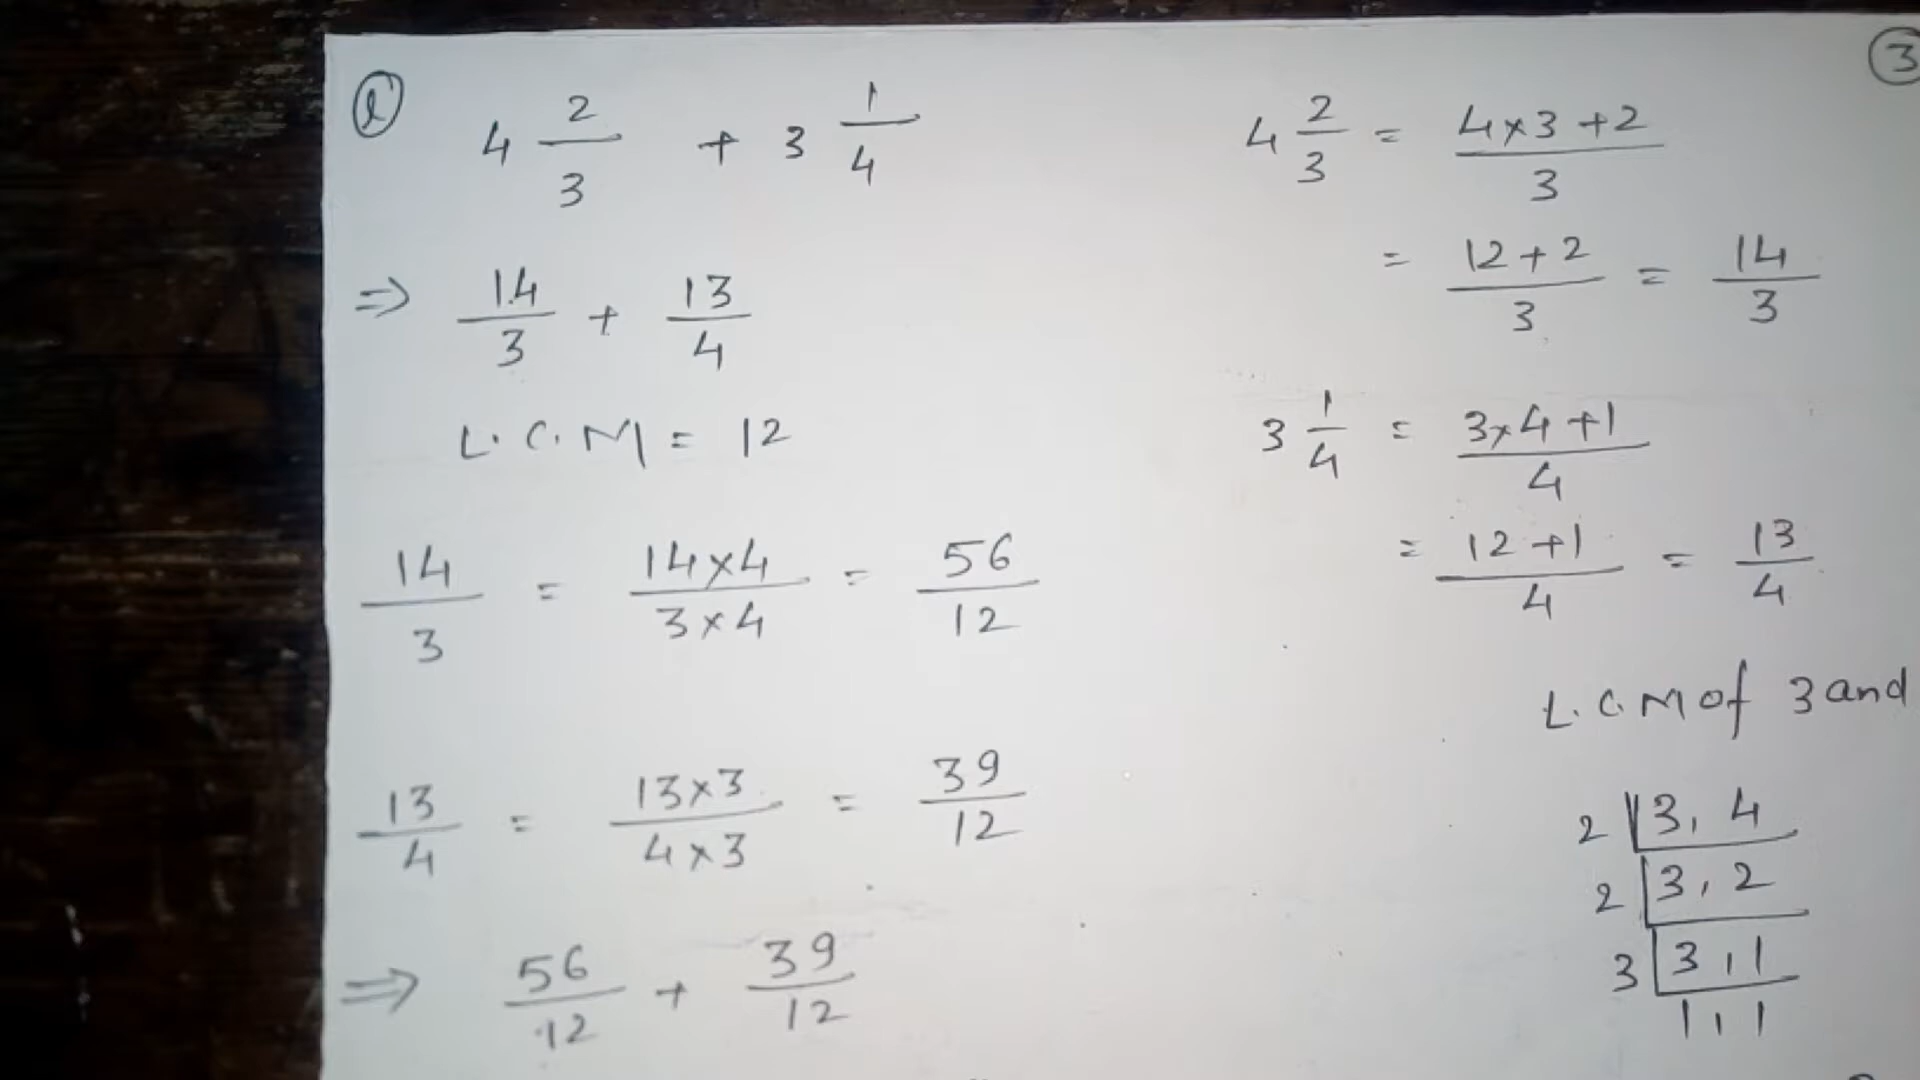 ② 4 2/3 + 3 1/4
⇒ 14/3 + 13/4
L.C.M = 12
14/3 = 14×4/3×4 = 56/12
13/4 = 13×3/4×3 = 39/12
⇒ 56/12 + 39/12
③
4 2/3 = 4×3+2/3
= 12+2/3 = 14/3
3 1/4 = 3×4+1/4
= 12+1/4 = 13/4
L.C.M of 3 and
2 | 3, 4
2 | 3, 2
3 | 3, 1
1, 1